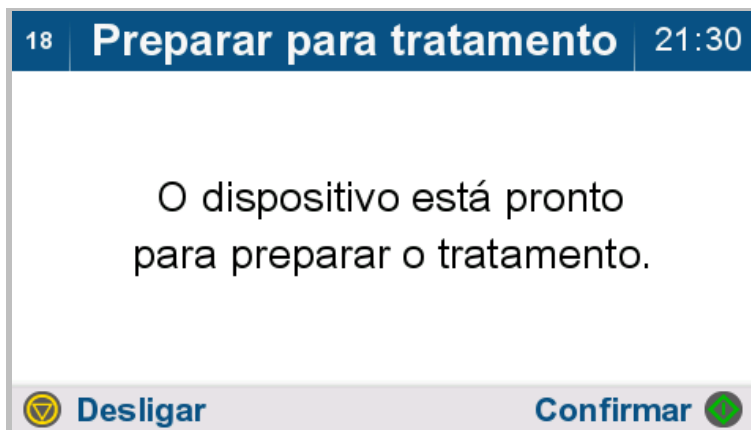 18 Preparar para tratamento 21:30
O dispositivo está pronto
para preparar o tratamento.
Desligar Confirmar